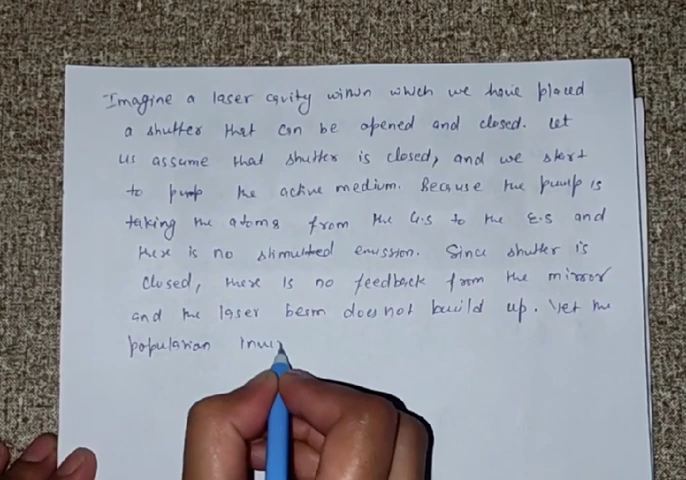 Imagine a laser cavity within which we have placed
a shutter that can be opened and closed. Let
us assume that shutter is closed, and we start
to pump the active medium. Because the pump is
taking the atoms from the G.S to the E.S and
there is no stimulted emission. Since shutter is
closed, there is no feedback from the mirror
and the laser beam does not build up. Yet the
population inver